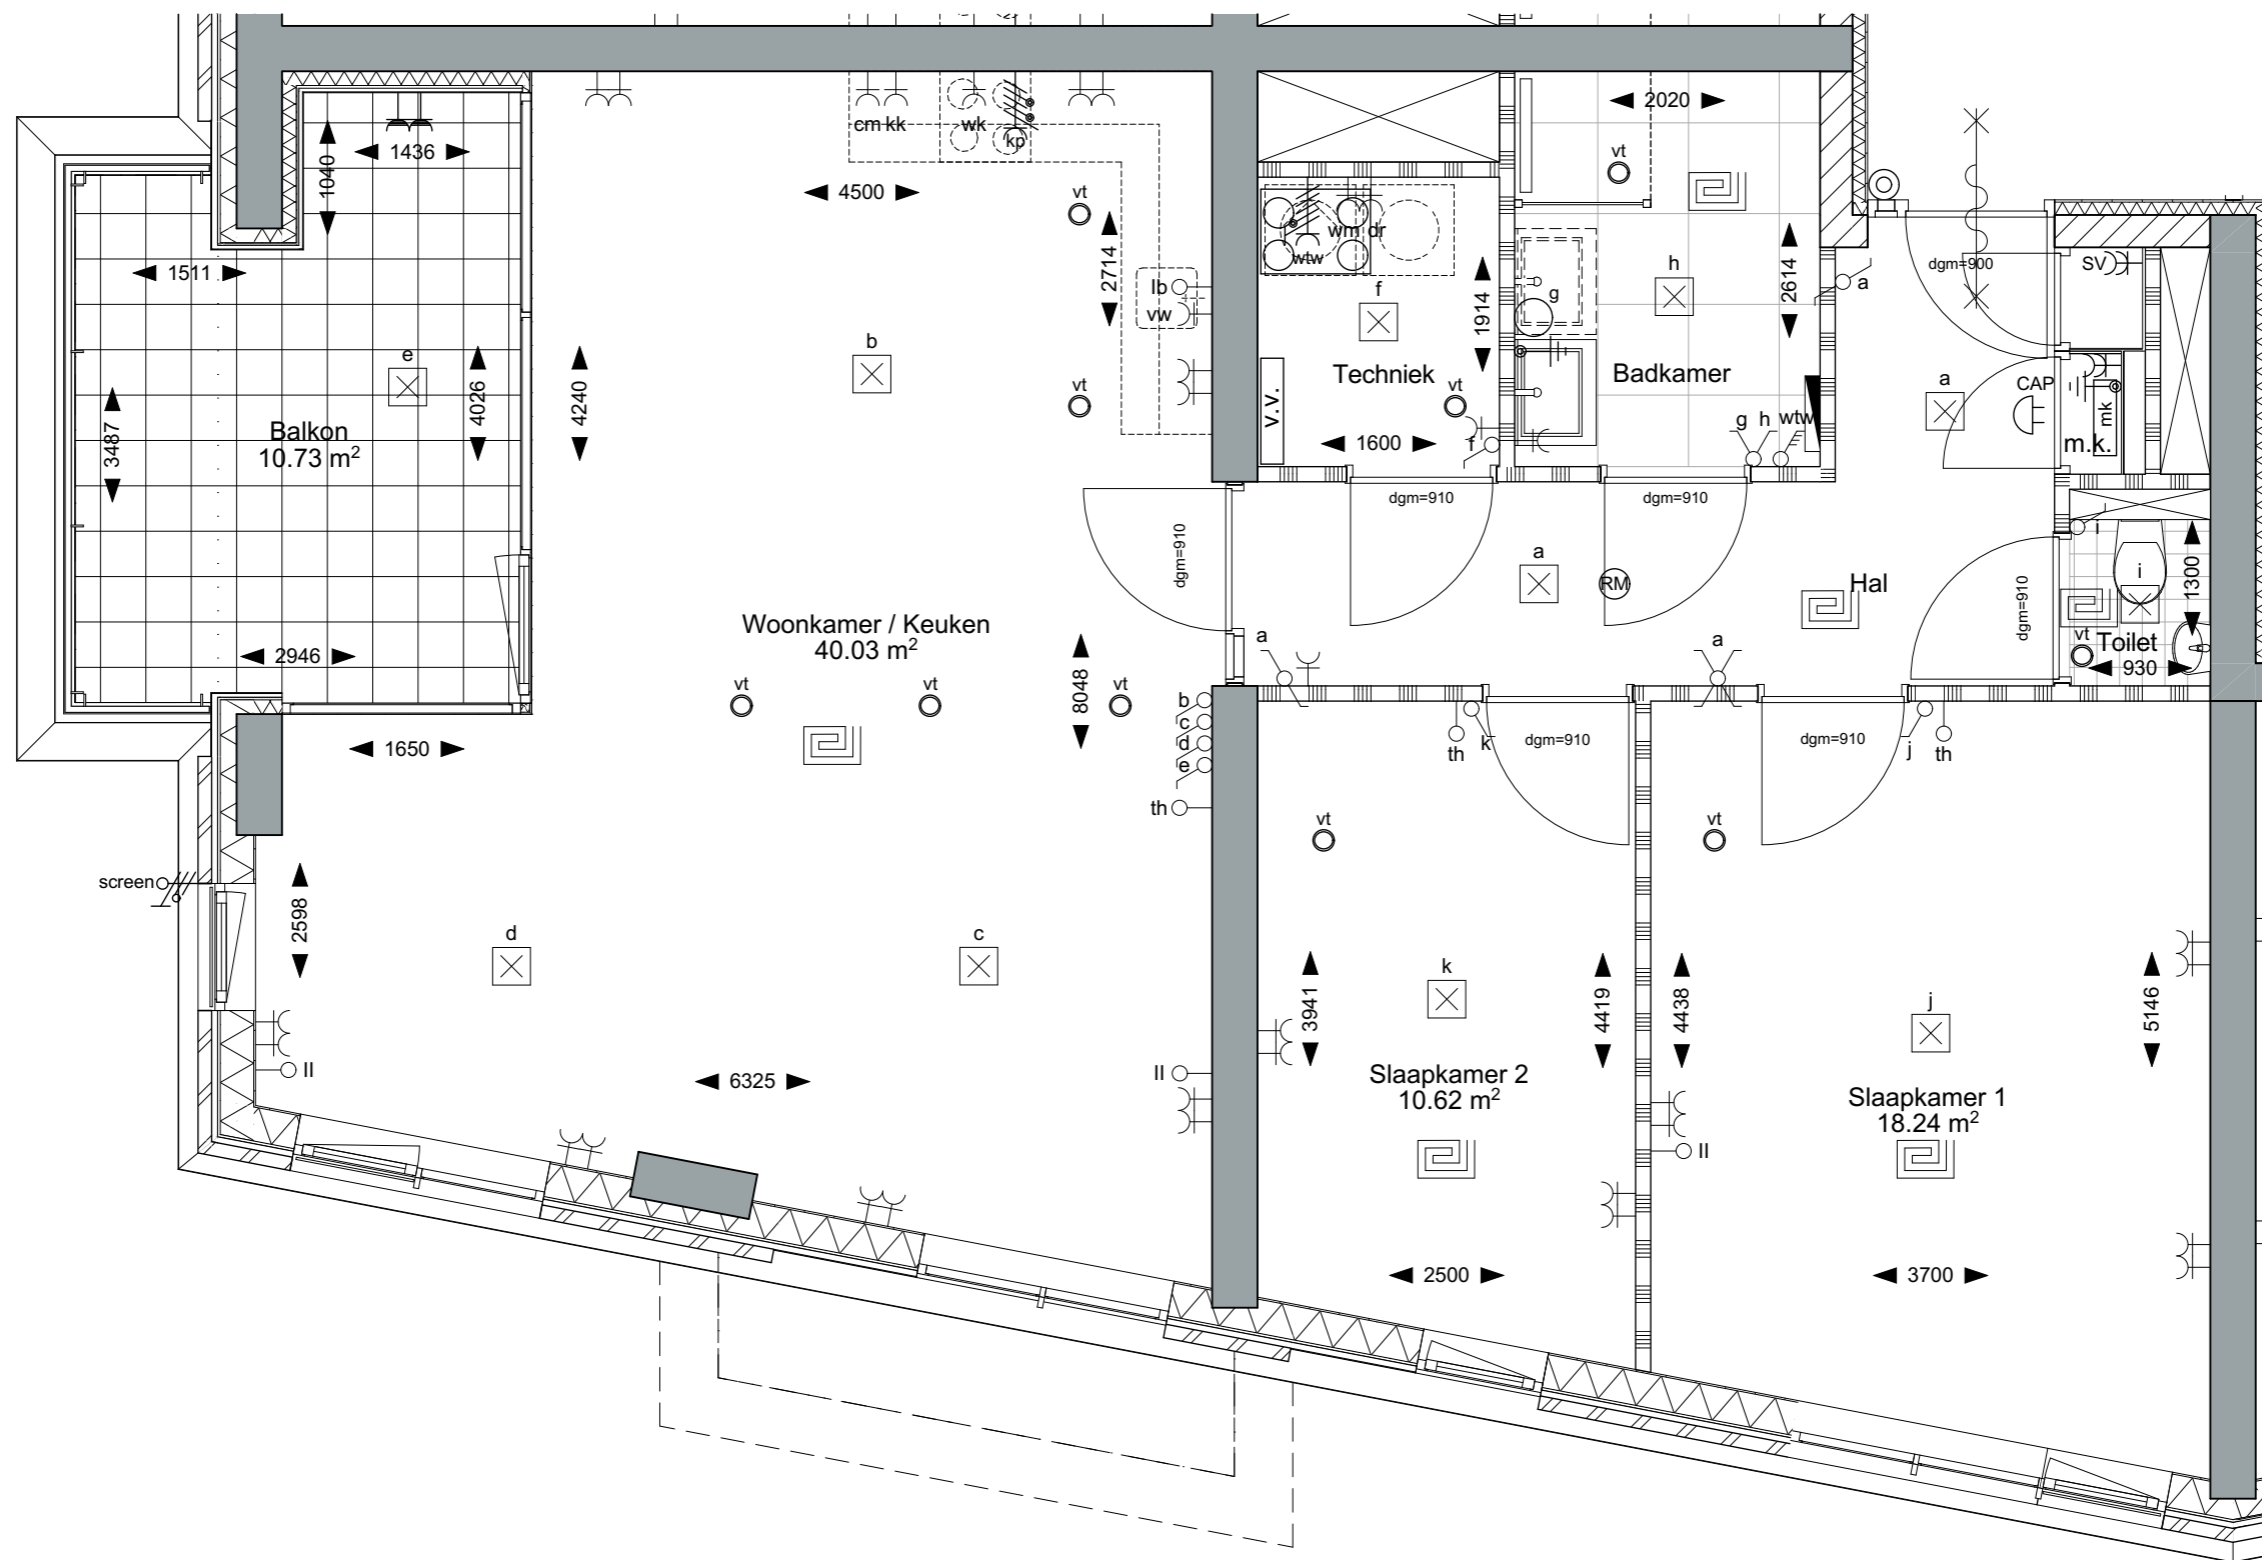 2020
cm kk
wk
kp
1436
1040
4500
vt
vt
wm dr
wtw
2714
1511
lb
vw
f
g
h
1914
2614
a
dgm=900
SV
e
b
Techniek
Badkamer
a
CAP
mk
m.k.
4026
4240
3487
Balkon
10.73 m²
vt
v.v.
vt
1600
f
g h wtw
dgm=910
dgm=910
dgm=910
a
RM
Hal
i
i
1300
dgm=910
vt
Toilet
930
Woonkamer / Keuken
40.03 m²
2946
a
a
vt
vt
vt
8048
b
c
d
e
th
1650
th
k
dgm=910
dgm=910
j
th
vt
vt
screen
2598
d
c
3941
k
4419
4438
j
5146
ll
ll
6325
Slaapkamer 2
10.62 m²
Slaapkamer 1
18.24 m²
ll
2500
3700